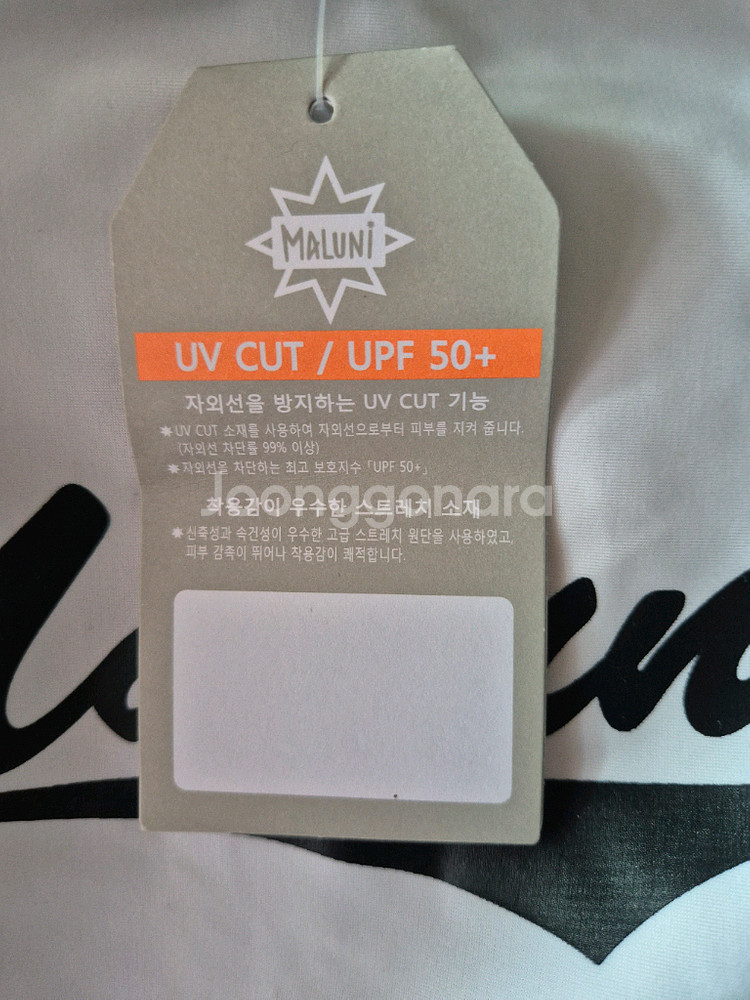 MALUNi
UV CUT / UPF 50+
자외선을 방지하는 UV CUT 기능
✷UV CUT 소재를 사용하여 자외선으로부터 피부를 지켜 줍니다.
(자외선 차단률 99% 이상)
✷자외선을 차단하는 최고 보호지수 「UPF 50+」
Joonggonara
착용감이 우수한 스트레치 소재
✷신축성과 속건성이 우수한 고급 스트레치 원단을 사용하였고,
피부 감촉이 뛰어나 착용감이 쾌적합니다.